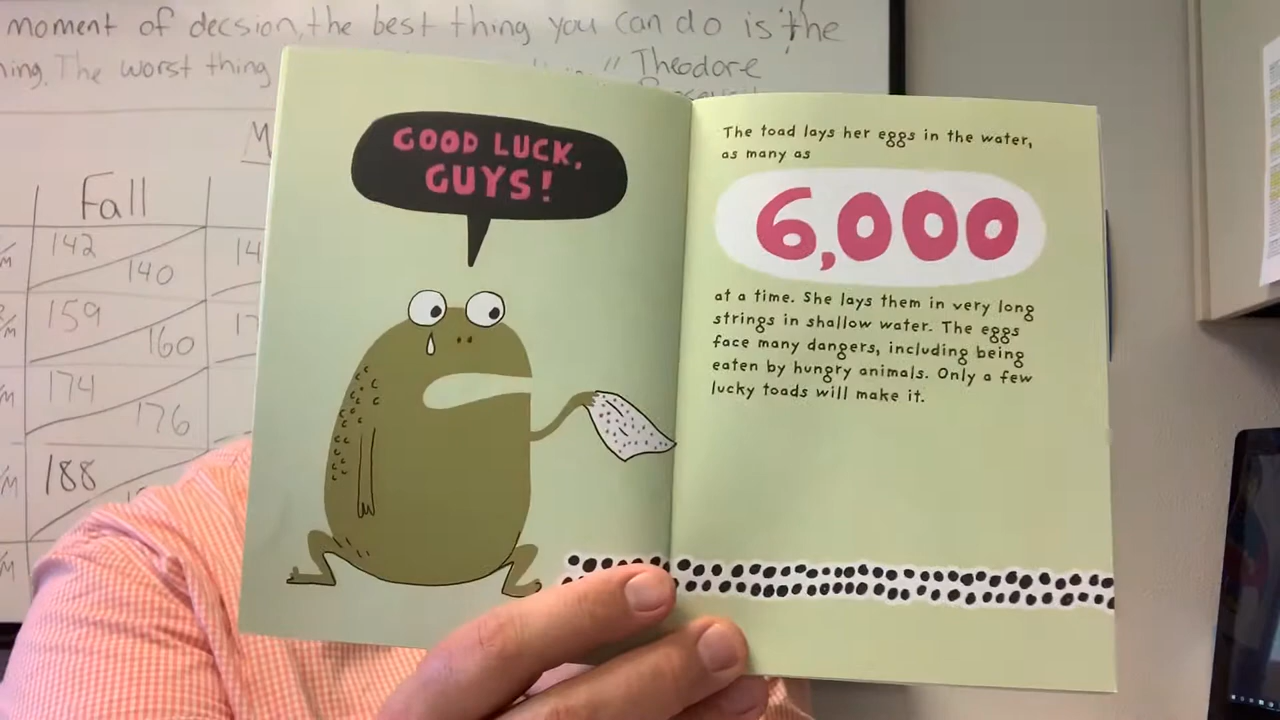 moment of decsion, the best thing you can do is the
ning. The worst thing
Theodore
M
Fall
142
140
14
159
160
17
174
176
188
GOOD LUCK,
GUYS!
The toad lays her eggs in the water,
as many as
6,000
at a time. She lays them in very long
strings in shallow water. The eggs
face many dangers, including being
eaten by hungry animals. Only a few
lucky toads will make it.